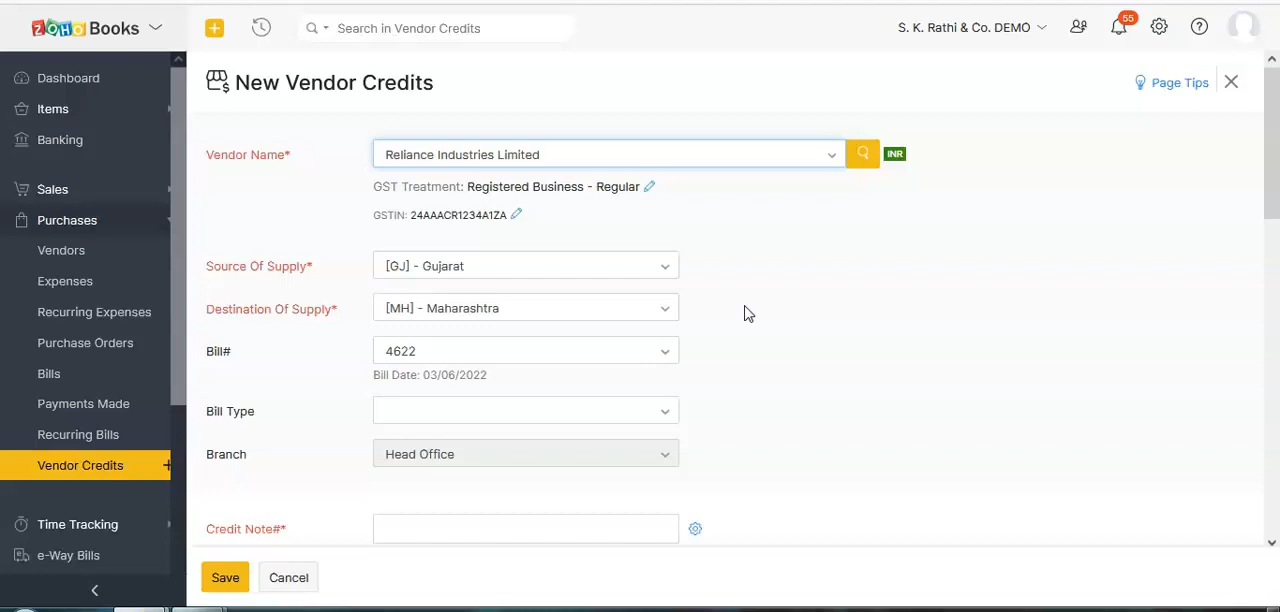 ZOHO Books
Search in Vendor Credits
S. K. Rathi & Co. DEMO
55
Dashboard
Items
Banking
Sales
Purchases
Vendors
Expenses
Recurring Expenses
Purchase Orders
Bills
Payments Made
Recurring Bills
Vendor Credits
Time Tracking
e-Way Bills
New Vendor Credits
Page Tips
Vendor Name* Reliance Industries Limited INR
GST Treatment: Registered Business - Regular
GSTIN: 24AAACR1234A1ZA
Source Of Supply* [GJ] - Gujarat
Destination Of Supply* [MH] - Maharashtra
Bill# 4622
Bill Date: 03/06/2022
Bill Type
Branch Head Office
Credit Note#*
Save Cancel